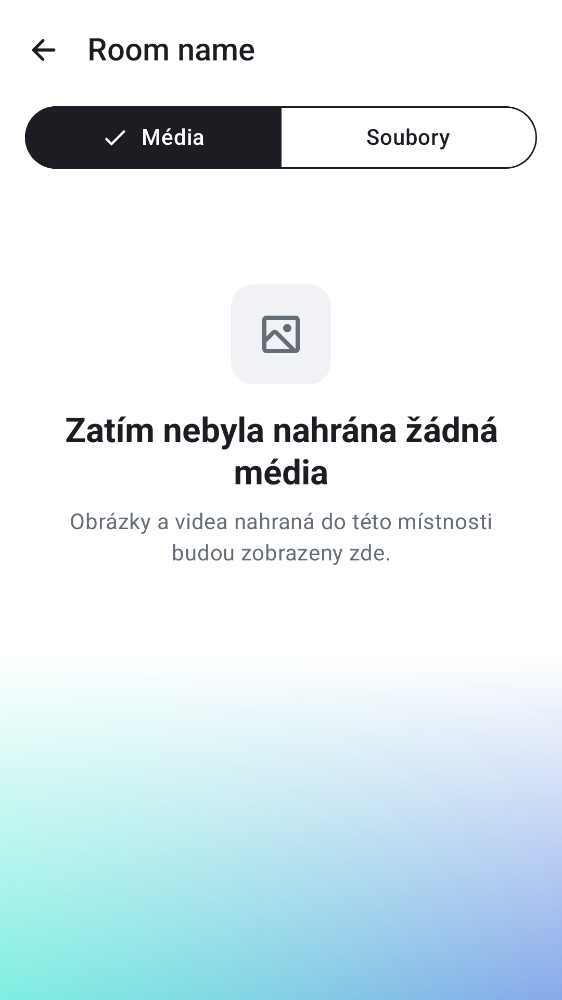 Room name
Média
Soubory
Zatím nebyla nahrána žádná
média
Obrázky a videa nahraná do této místnosti
budou zobrazeny zde.